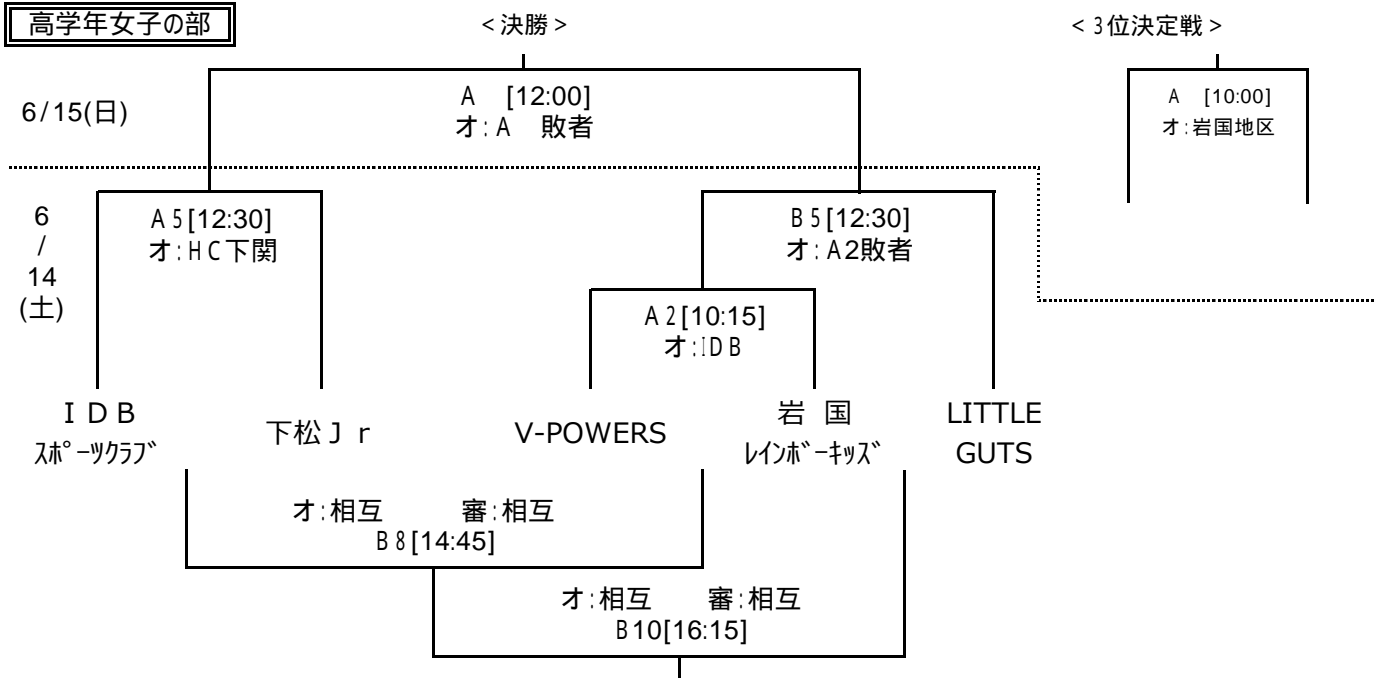 高学年女子の部
<決勝>
<3位決定戦>
6/15(日)
A [12:00]
オ:A 敗者
A [10:00]
オ:岩国地区
6
/
14
(土)
A5[12:30]
オ:HC下関
B5[12:30]
オ:A2敗者
A2[10:15]
オ:IDB
IDB
スポーツクラブ
下松Jr
V-POWERS
岩国
レインボーキッズ
LITTLE
GUTS
オ:相互 審:相互
B8[14:45]
オ:相互 審:相互
B10[16:15]